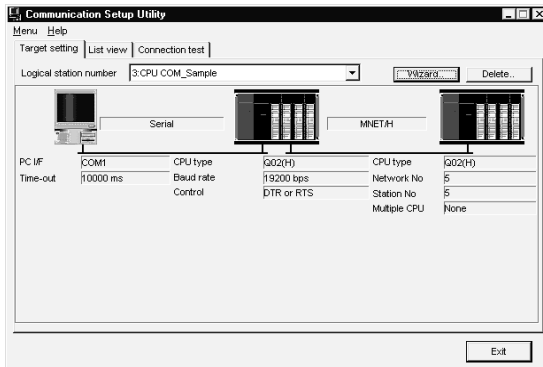 Communication Setup Utility
Menu Help
Target setting List view Connection test
Logical station number 3:CPU COM_Sample Wizard... Delete..
Serial MNET/H
PC I/F COM1 CPU type Q02(H) CPU type Q02(H)
Time-out 10000 ms Baud rate 19200 bps Network No 5
Control DTR or RTS Station No 5
Multiple CPU None
Exit